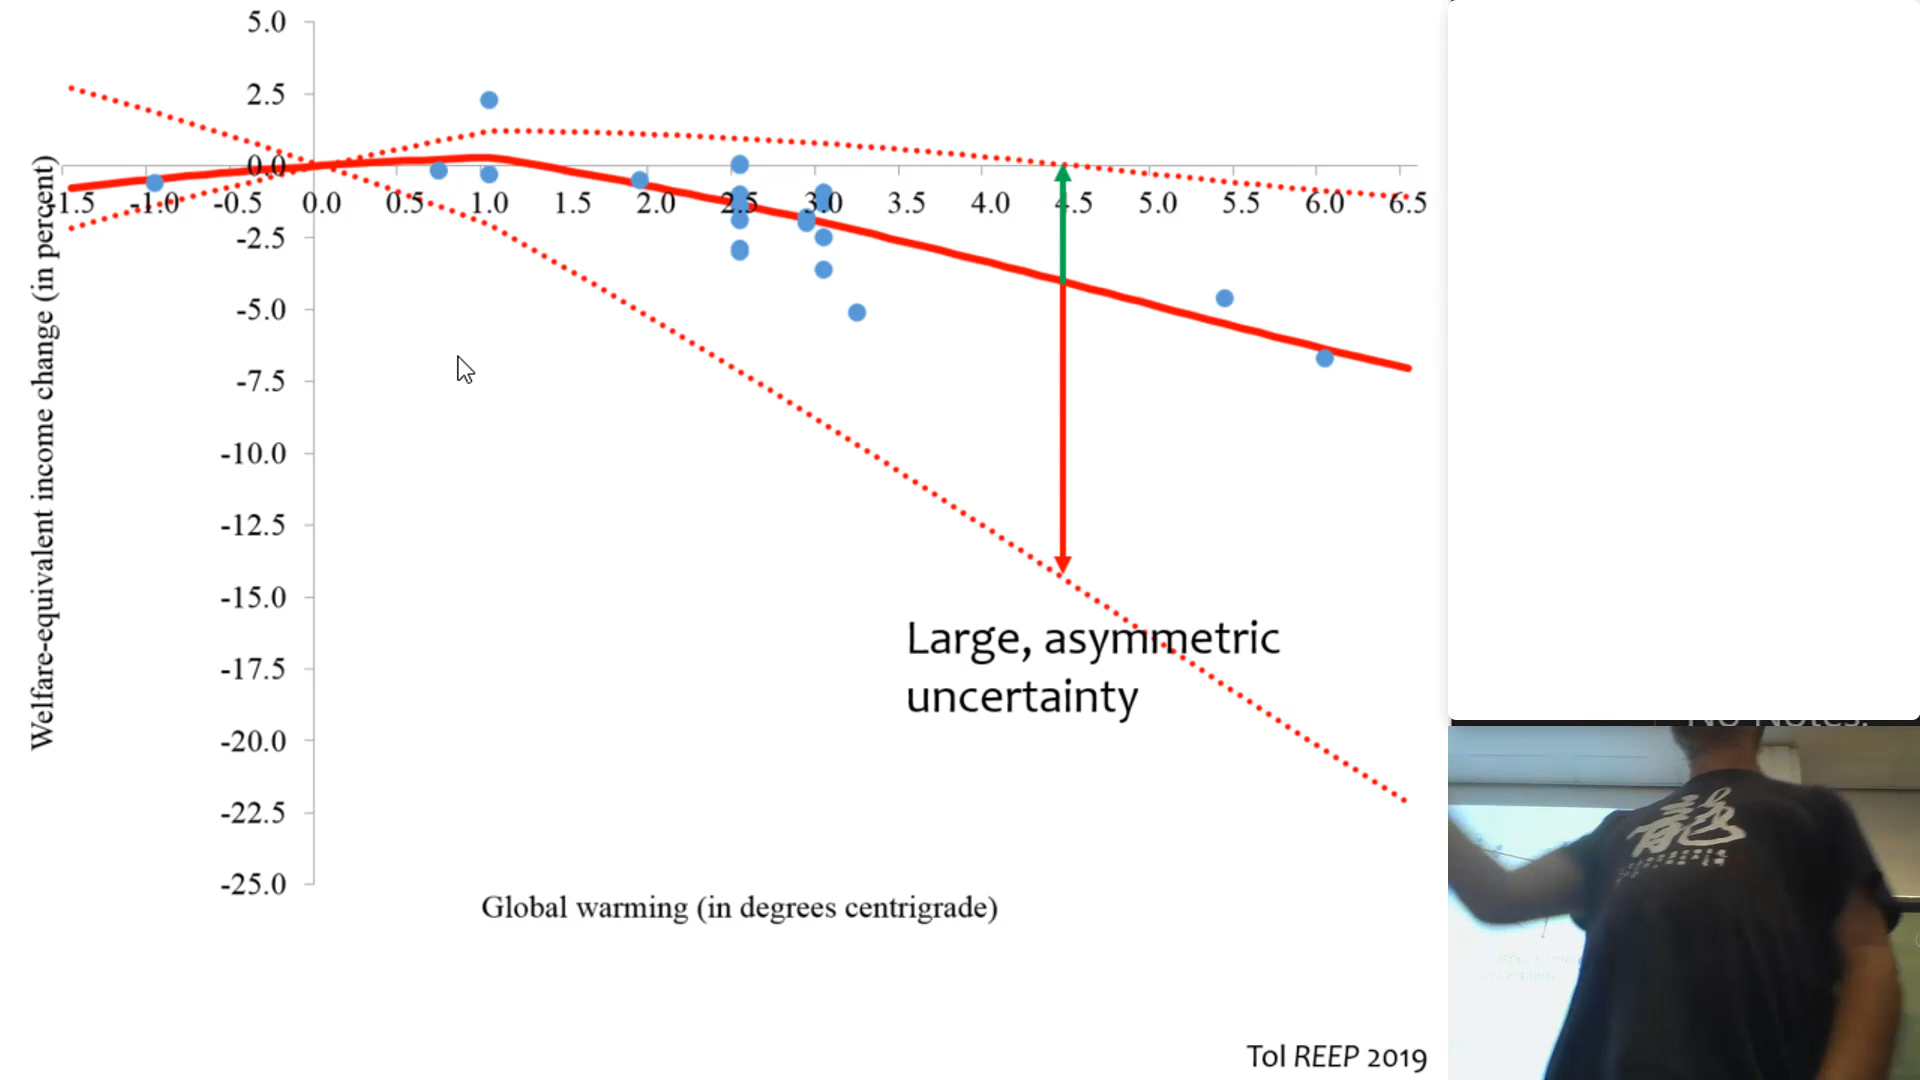 5.0
2.5
0.0
-1.5 -1.0 -0.5 0.0 0.5 1.0 1.5 2.0 2.5 3.0 3.5 4.0 4.5 5.0 5.5 6.0 6.5
-2.5
-5.0
-7.5
-10.0
-12.5
-15.0
-17.5
-20.0
-22.5
-25.0
Welfare-equivalent income change (in percent)
Large, asymmetric
uncertainty
Global warming (in degrees centrigrade)
Tol REEP 2019
No Notes.
龍